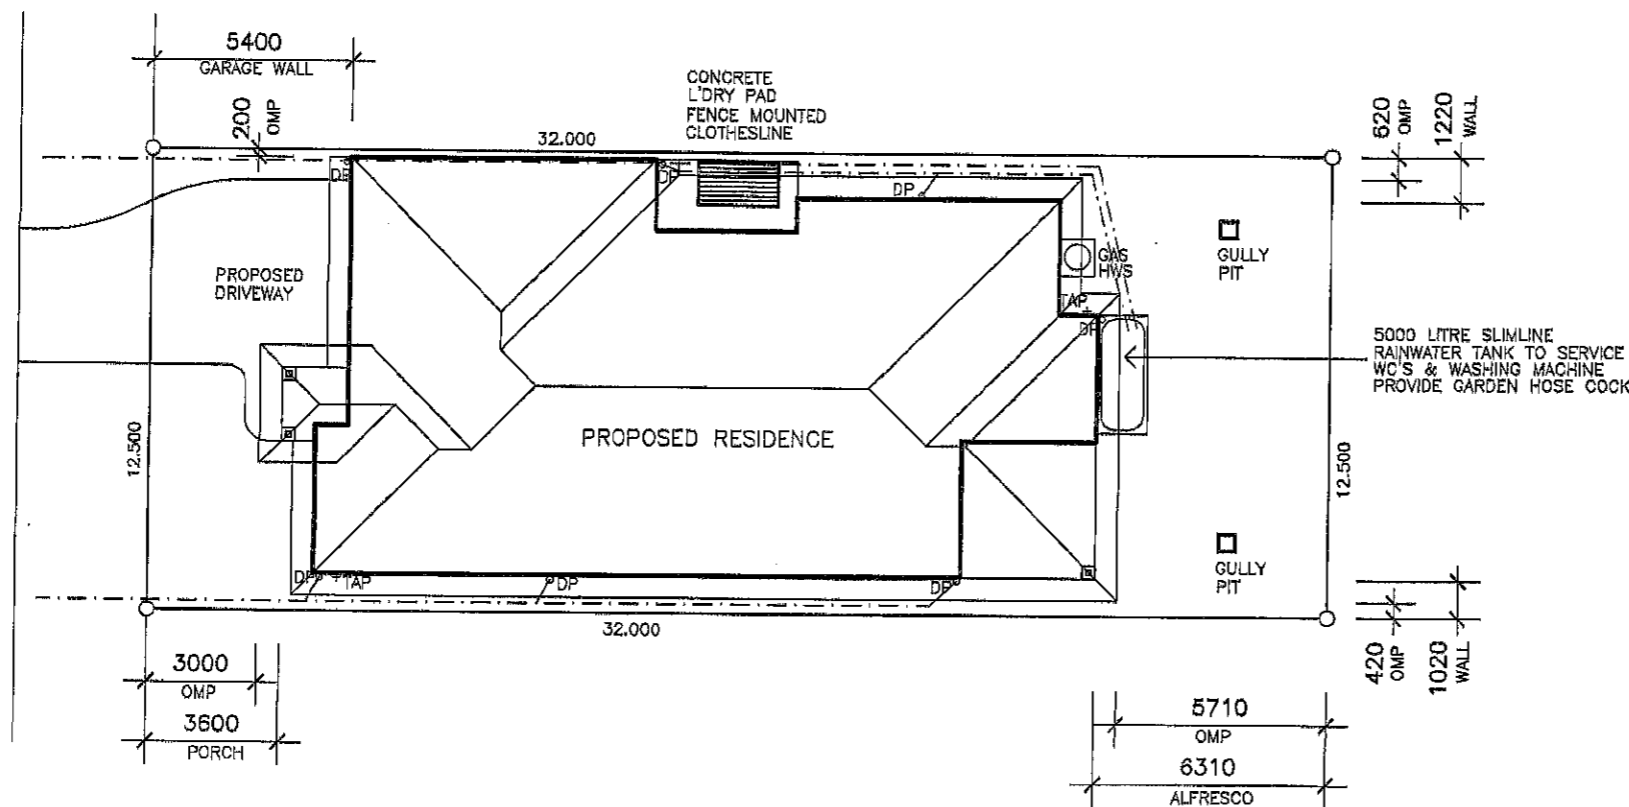 5400
GARAGE WALL
200
OMP
CONCRETE
L'DRY PAD
FENCE MOUNTED
CLOTHESLINE
32.000
620
OMP
1220
WALL
DP
DP
DP
GULLY
PIT
GAS
HWS
PROPOSED
DRIVEWAY
TAP
DP
5000 LITRE SLIMLINE
RAINWATER TANK TO SERVICE
WC'S & WASHING MACHINE
PROVIDE GARDEN HOSE COCK
PROPOSED RESIDENCE
12.500
12.500
GULLY
PIT
DP
TAP
DP
DP
32.000
420
OMP
1020
WALL
3000
OMP
3600
PORCH
5710
OMP
6310
ALFRESCO